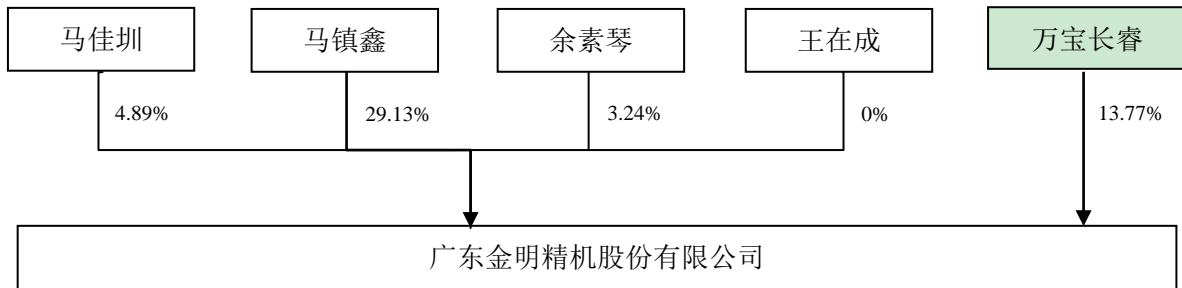 马佳圳
马镇鑫
余素琴
王在成
万宝长睿
4.89%
29.13%
3.24%
0%
13.77%
广东金明精机股份有限公司